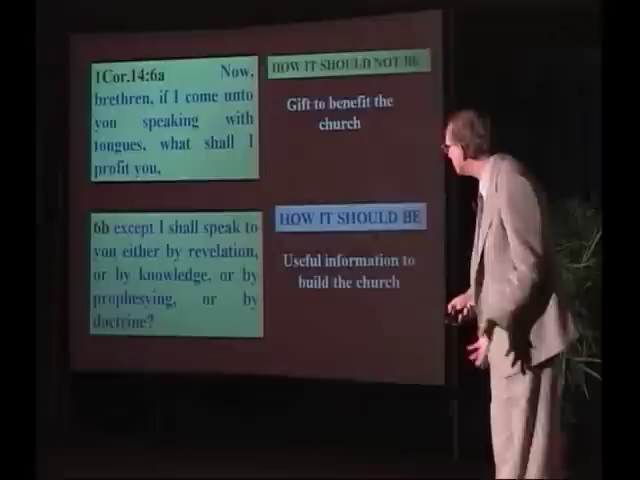 1Cor.14:6a Now,
brethren, if I come unto
you speaking with
tongues, what shall I
profit you,
HOW IT SHOULD NOT BE
Gift to benefit the
church
6b except I shall speak to
you either by revelation,
or by knowledge, or by
prophesying, or by
doctrine?
HOW IT SHOULD BE
Useful information to
build the church